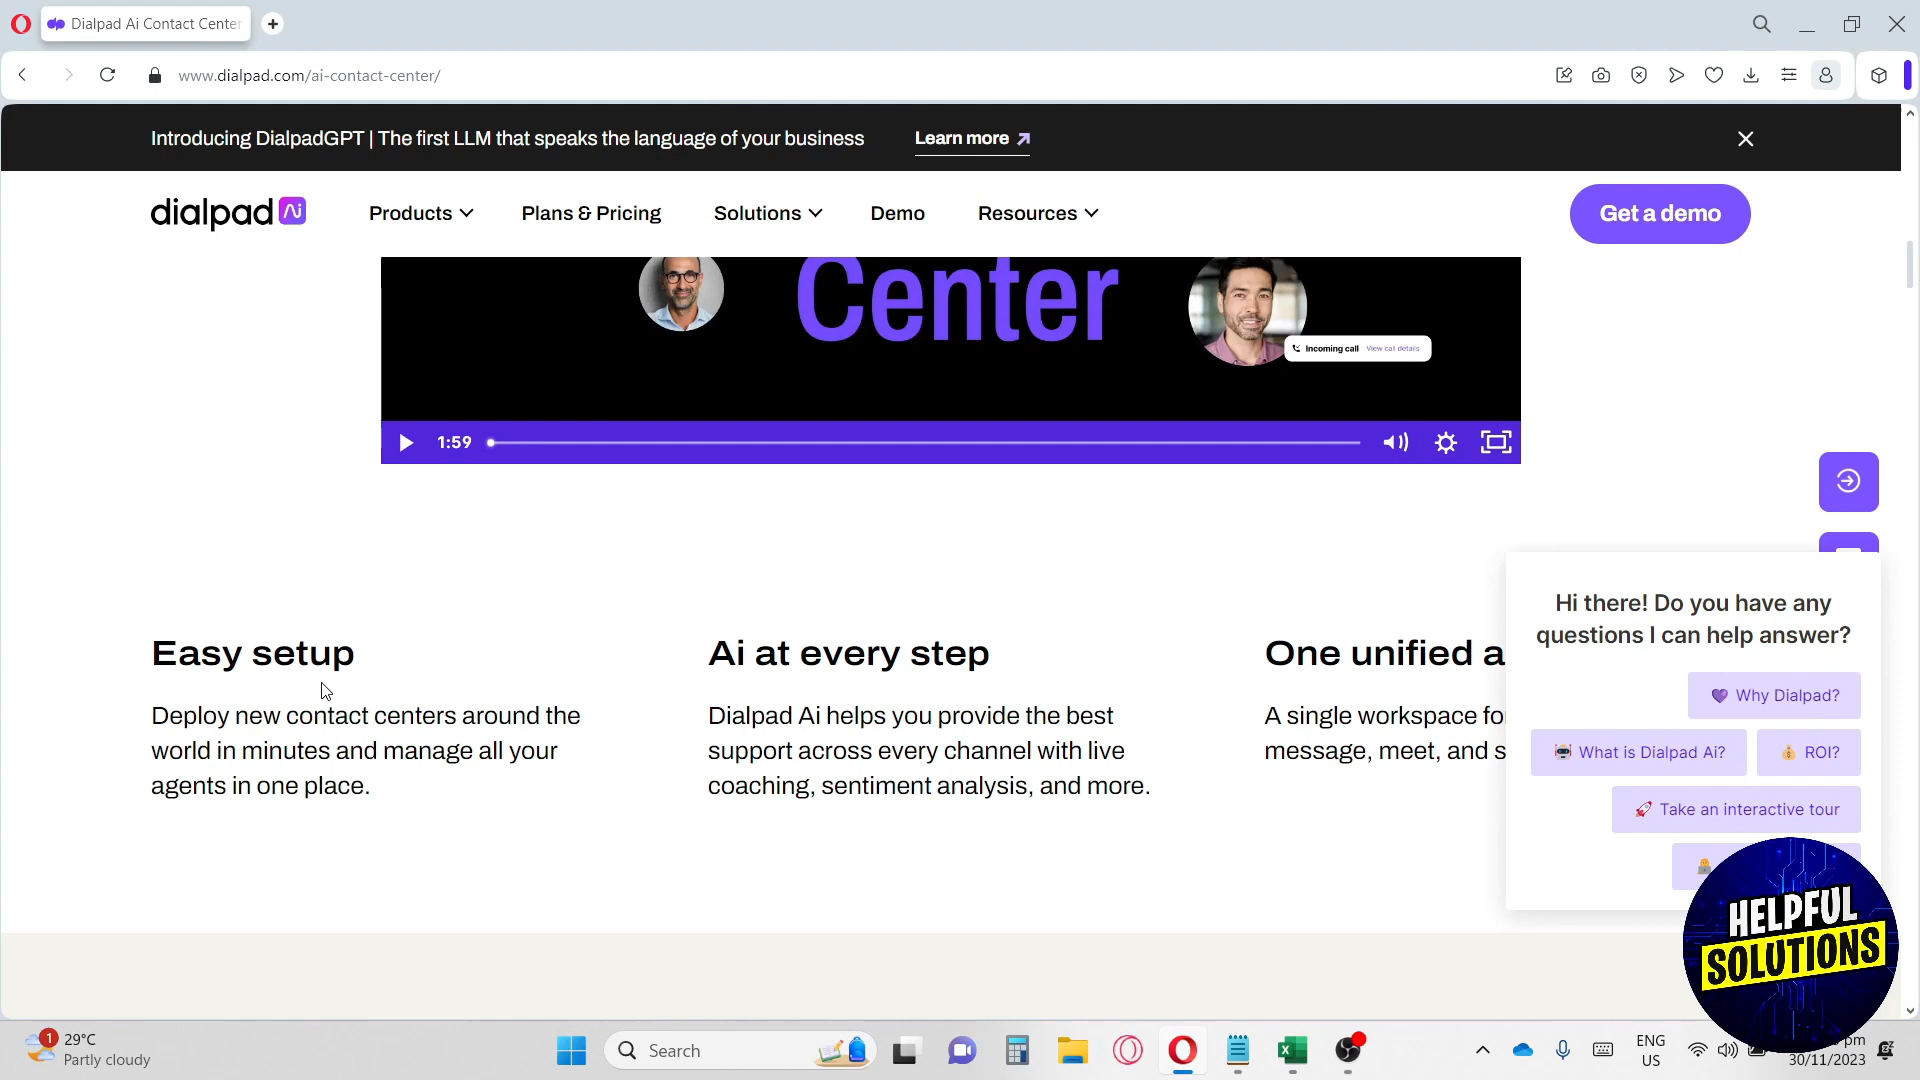 Dialpad Ai Contact Center
www.dialpad.com/ai-contact-center/
Introducing DialpadGPT | The first LLM that speaks the language of your business
Learn more
dialpad Ai
Products
Plans & Pricing
Solutions
Demo
Resources
Get a demo
Center
Incoming call View call details
1:59
Hi there! Do you have any
questions I can help answer?
Why Dialpad?
What is Dialpad Ai?
ROI?
Take an interactive tour
Easy setup
Deploy new contact centers around the
world in minutes and manage all your
agents in one place.
Ai at every step
Dialpad Ai helps you provide the best
support across every channel with live
coaching, sentiment analysis, and more.
One unified a
A single workspace fo
message, meet, and s
HELPFUL
SOLUTIONS
1
29°C
Partly cloudy
Search
ENG
US
pm
30/11/2023